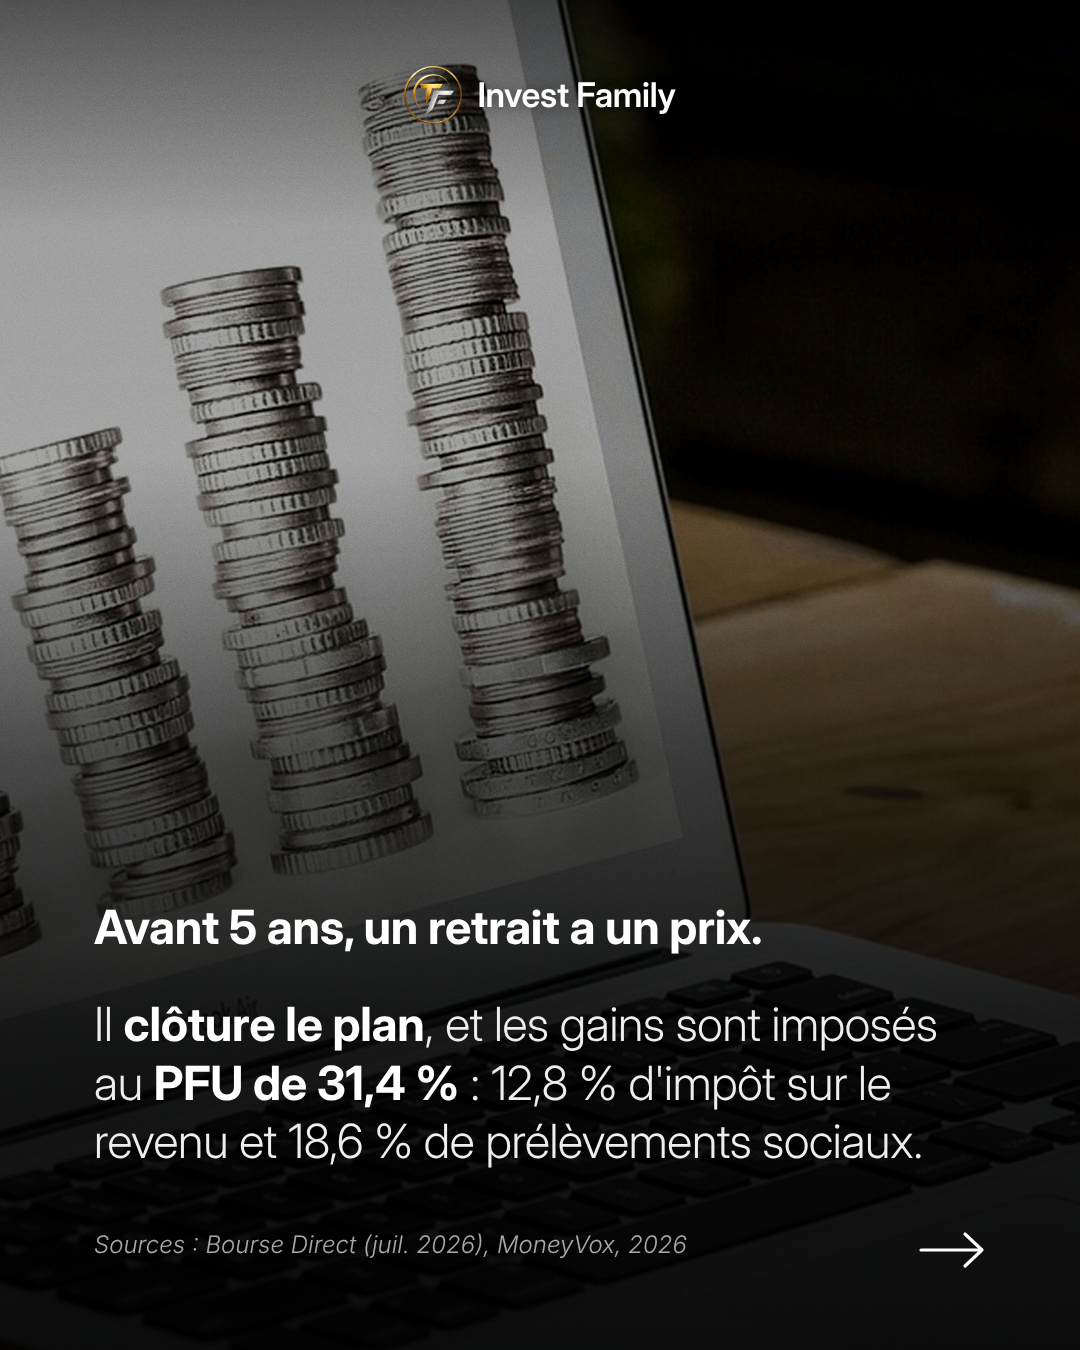 Invest Family
Avant 5 ans, un retrait a un prix.
Il clôture le plan, et les gains sont imposés
au PFU de 31,4 % : 12,8 % d'impôt sur le
revenu et 18,6 % de prélèvements sociaux.
Sources : Bourse Direct (juil. 2026), MoneyVox, 2026